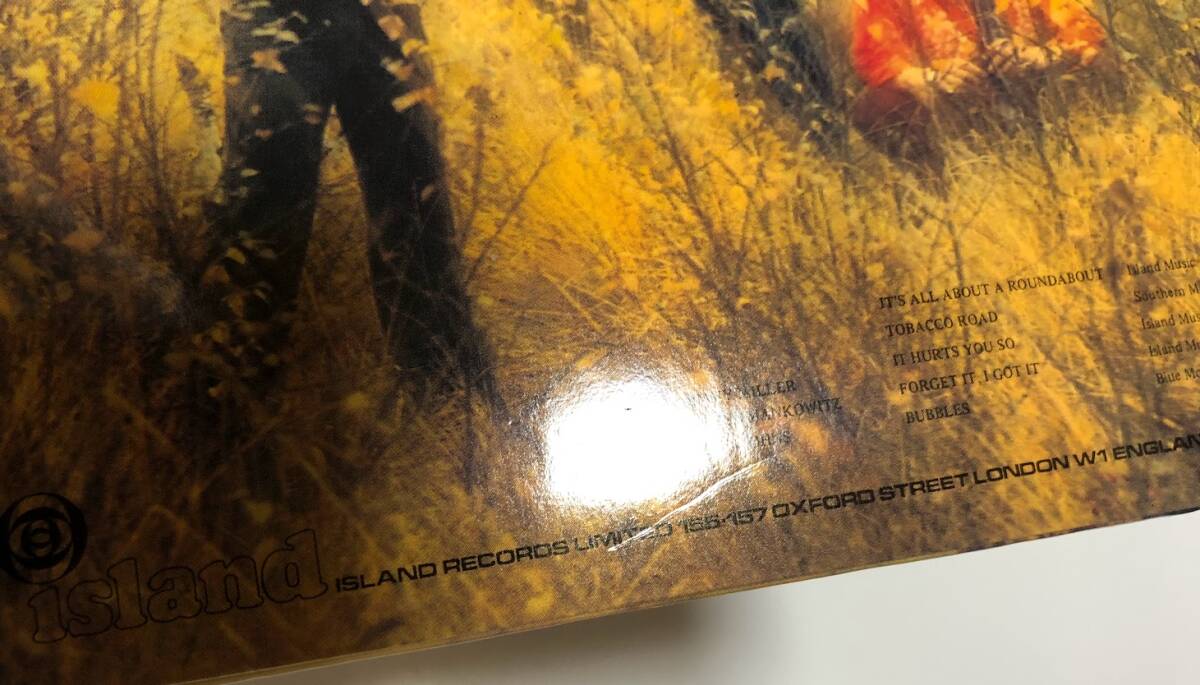 IT'S ALL ABOUT A ROUNDABOUT Island Music
TOBACCO ROAD Southern M
IT HURTS YOU SO Island Mus
FORGET IT, I GOT IT Island Mu
BUBBLES Blue Mo
MILLER
MANKOWITZ
island ISLAND RECORDS LIMITED 155-157 OXFORD STREET LONDON W1 ENGLAN